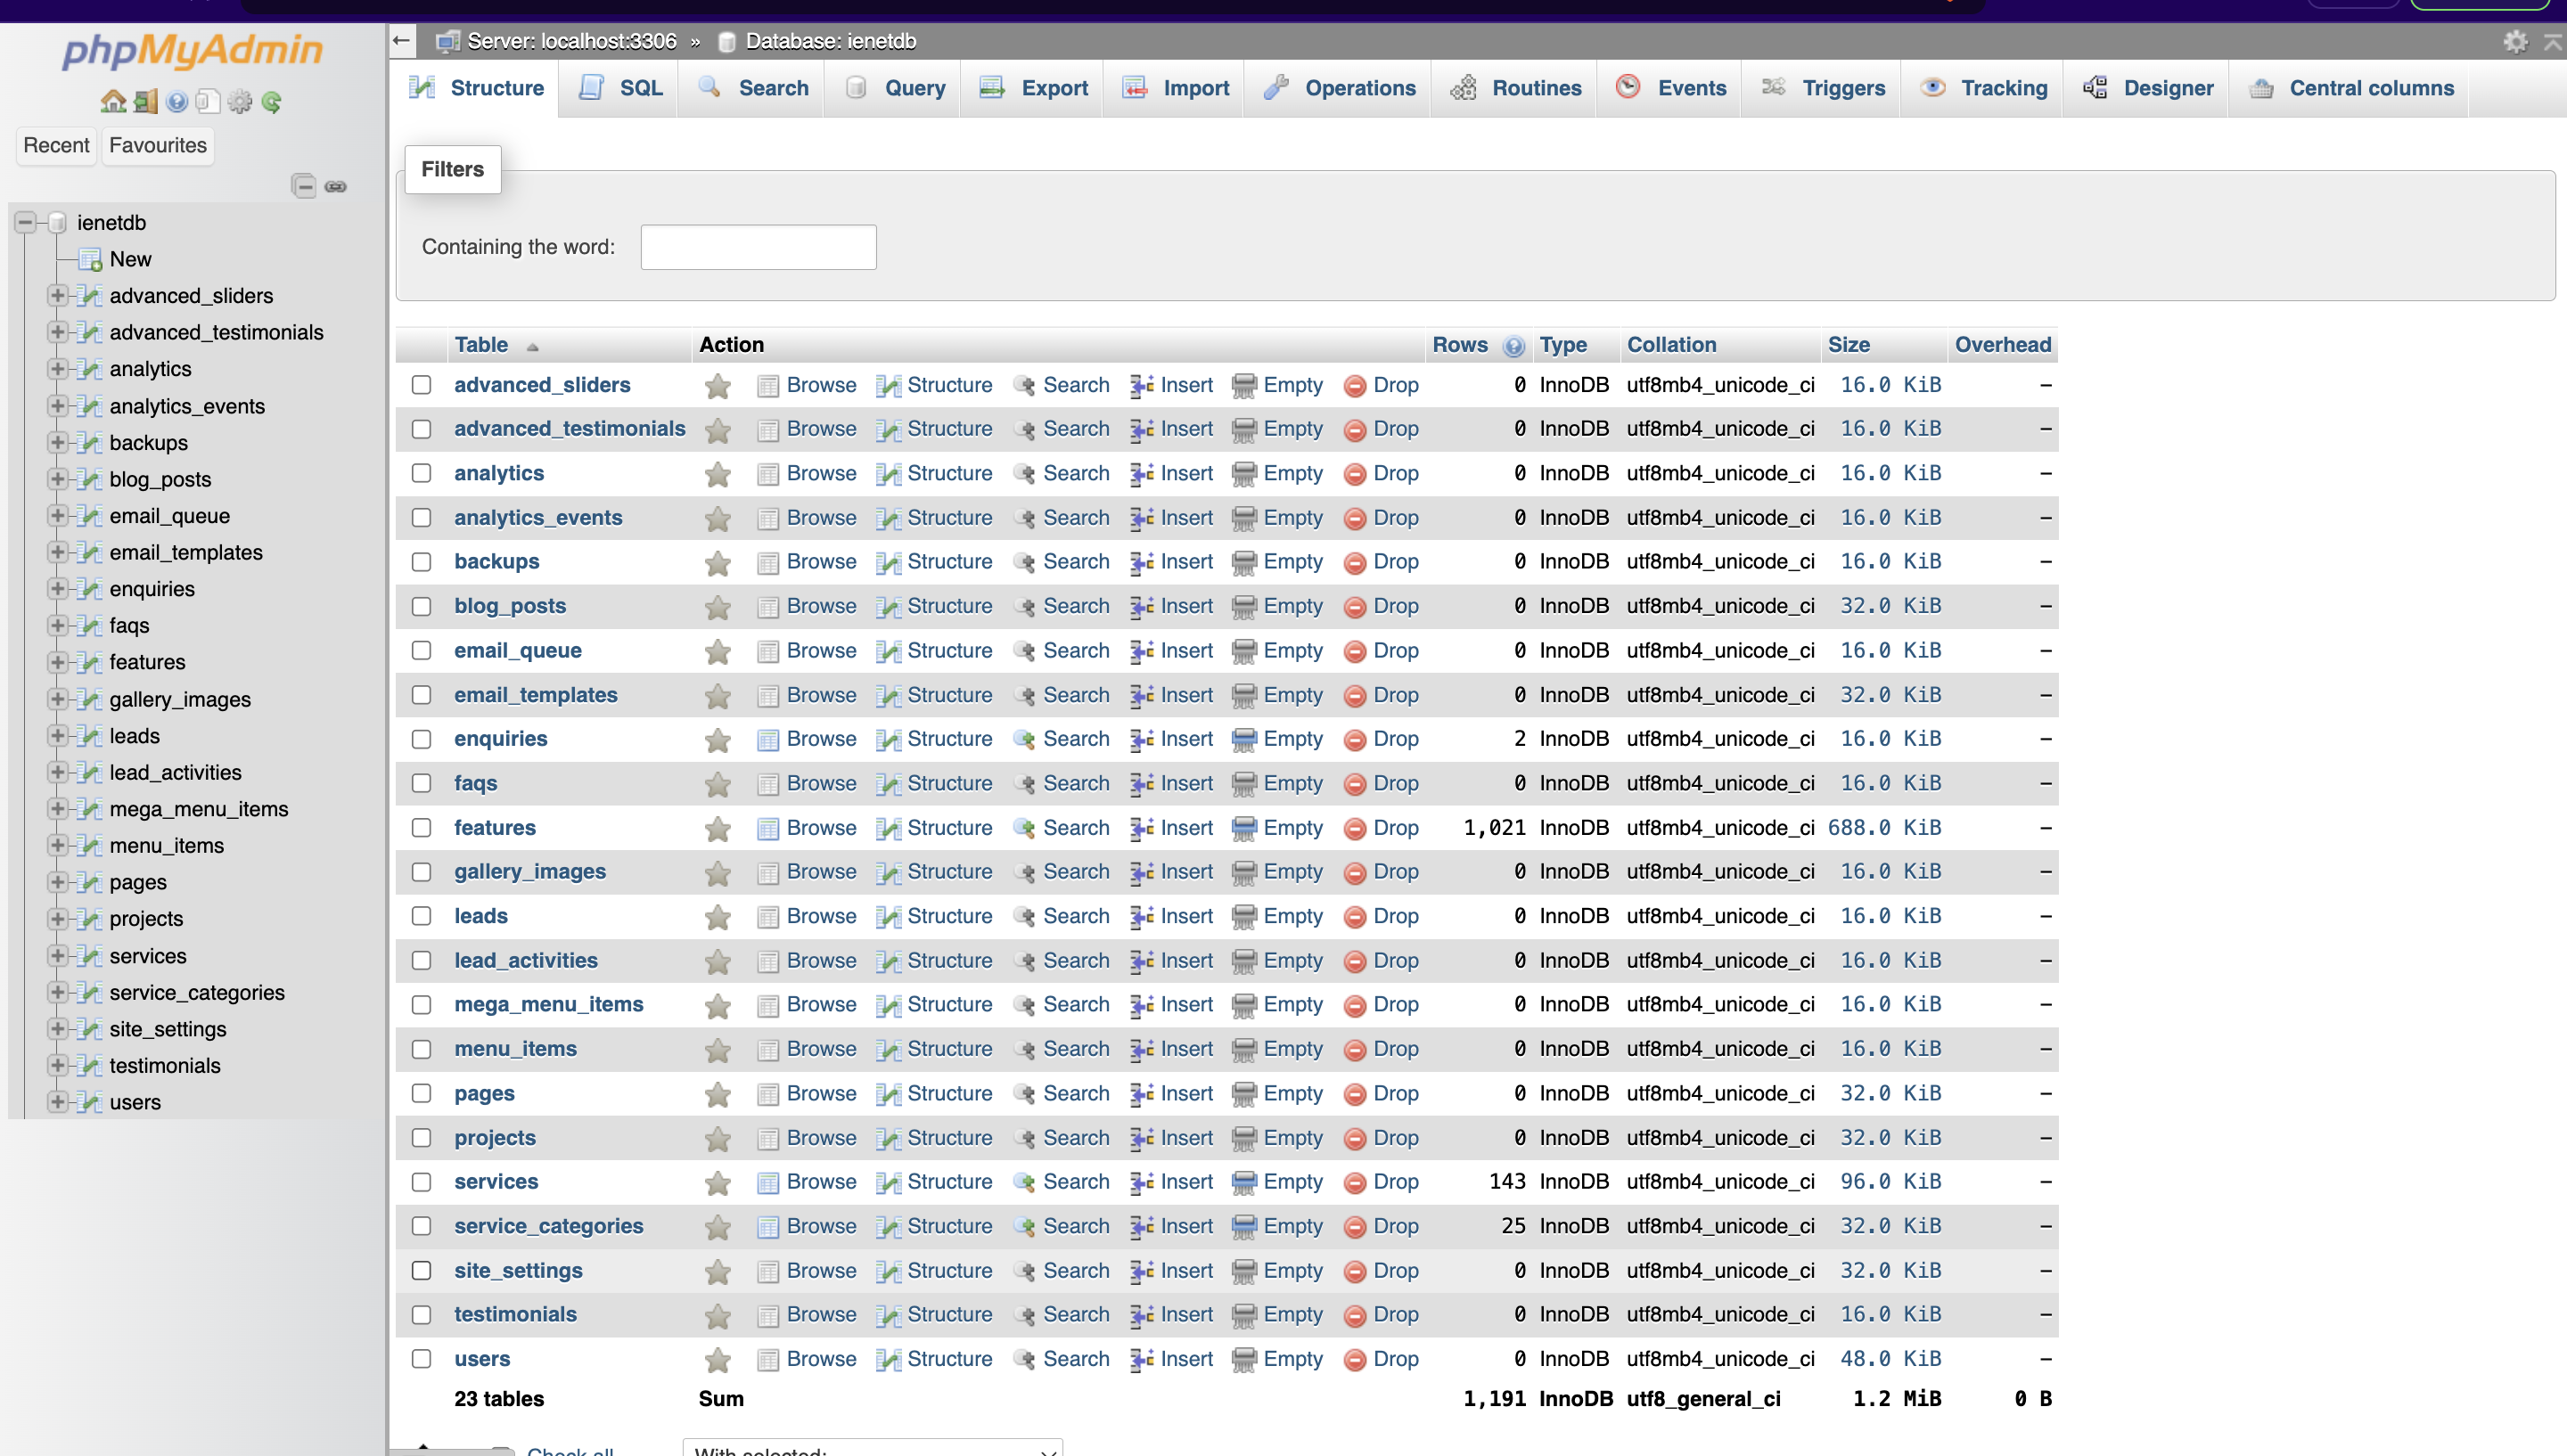 phpMyAdmin
Recent Favourites
ienetdb
New
advanced_sliders
advanced_testimonials
analytics
analytics_events
backups
blog_posts
email_queue
email_templates
enquiries
faqs
features
gallery_images
leads
lead_activities
mega_menu_items
menu_items
pages
projects
services
service_categories
site_settings
testimonials
users
Server: localhost:3306 » Database: ienetdb
Structure SQL Search Query Export Import Operations Routines Events Triggers Tracking Designer Central columns
Filters
Containing the word:
Table Action Rows Type Collation Size Overhead
advanced_sliders Browse Structure Search Insert Empty Drop 0 InnoDB utf8mb4_unicode_ci 16.0 KiB –
advanced_testimonials Browse Structure Search Insert Empty Drop 0 InnoDB utf8mb4_unicode_ci 16.0 KiB –
analytics Browse Structure Search Insert Empty Drop 0 InnoDB utf8mb4_unicode_ci 16.0 KiB –
analytics_events Browse Structure Search Insert Empty Drop 0 InnoDB utf8mb4_unicode_ci 16.0 KiB –
backups Browse Structure Search Insert Empty Drop 0 InnoDB utf8mb4_unicode_ci 16.0 KiB –
blog_posts Browse Structure Search Insert Empty Drop 0 InnoDB utf8mb4_unicode_ci 32.0 KiB –
email_queue Browse Structure Search Insert Empty Drop 0 InnoDB utf8mb4_unicode_ci 16.0 KiB –
email_templates Browse Structure Search Insert Empty Drop 0 InnoDB utf8mb4_unicode_ci 32.0 KiB –
enquiries Browse Structure Search Insert Empty Drop 2 InnoDB utf8mb4_unicode_ci 16.0 KiB –
faqs Browse Structure Search Insert Empty Drop 0 InnoDB utf8mb4_unicode_ci 16.0 KiB –
features Browse Structure Search Insert Empty Drop 1,021 InnoDB utf8mb4_unicode_ci 688.0 KiB –
gallery_images Browse Structure Search Insert Empty Drop 0 InnoDB utf8mb4_unicode_ci 16.0 KiB –
leads Browse Structure Search Insert Empty Drop 0 InnoDB utf8mb4_unicode_ci 16.0 KiB –
lead_activities Browse Structure Search Insert Empty Drop 0 InnoDB utf8mb4_unicode_ci 16.0 KiB –
mega_menu_items Browse Structure Search Insert Empty Drop 0 InnoDB utf8mb4_unicode_ci 16.0 KiB –
menu_items Browse Structure Search Insert Empty Drop 0 InnoDB utf8mb4_unicode_ci 16.0 KiB –
pages Browse Structure Search Insert Empty Drop 0 InnoDB utf8mb4_unicode_ci 32.0 KiB –
projects Browse Structure Search Insert Empty Drop 0 InnoDB utf8mb4_unicode_ci 32.0 KiB –
services Browse Structure Search Insert Empty Drop 143 InnoDB utf8mb4_unicode_ci 96.0 KiB –
service_categories Browse Structure Search Insert Empty Drop 25 InnoDB utf8mb4_unicode_ci 32.0 KiB –
site_settings Browse Structure Search Insert Empty Drop 0 InnoDB utf8mb4_unicode_ci 32.0 KiB –
testimonials Browse Structure Search Insert Empty Drop 0 InnoDB utf8mb4_unicode_ci 16.0 KiB –
users Browse Structure Search Insert Empty Drop 0 InnoDB utf8mb4_unicode_ci 48.0 KiB –
23 tables Sum 1,191 InnoDB utf8_general_ci 1.2 MiB 0 B
Check all With selected: